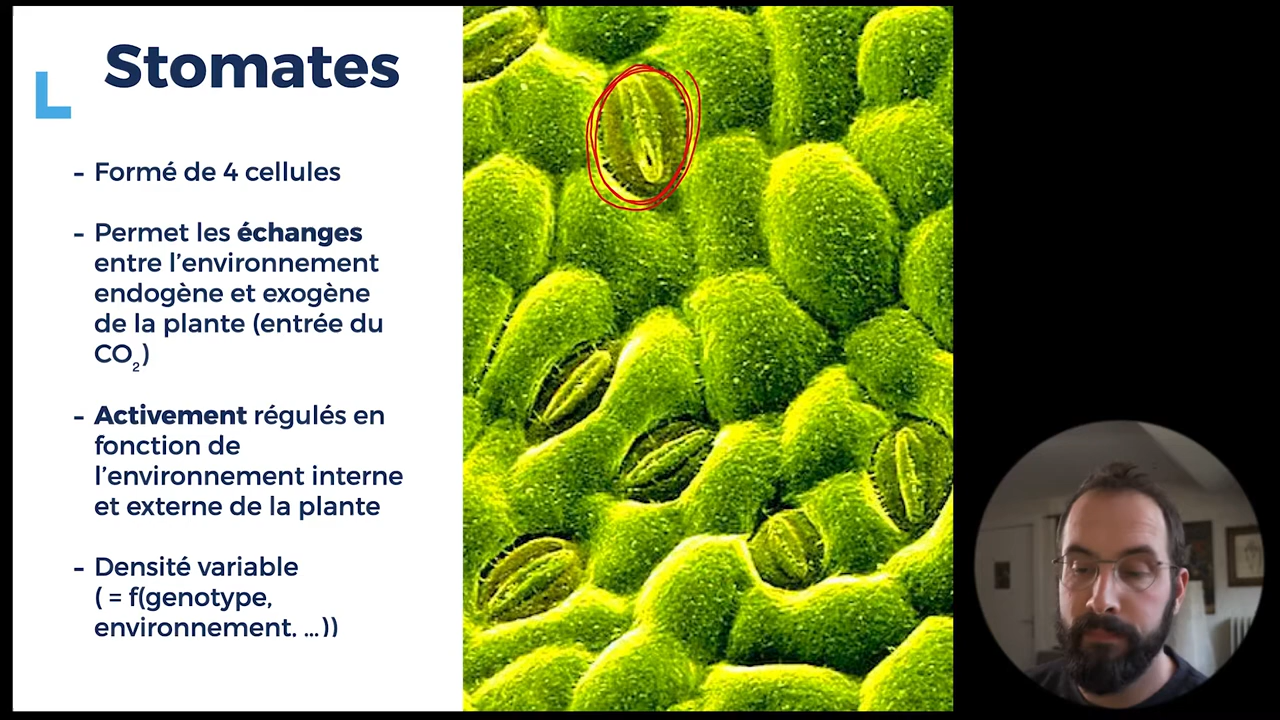 Stomates
- Formé de 4 cellules
- Permet les échanges
entre l’environnement
endogène et exogène
de la plante (entrée du
CO₂)
- Activement régulés en
fonction de
l’environnement interne
et externe de la plante
- Densité variable
( = f(genotype,
environnement. ...))